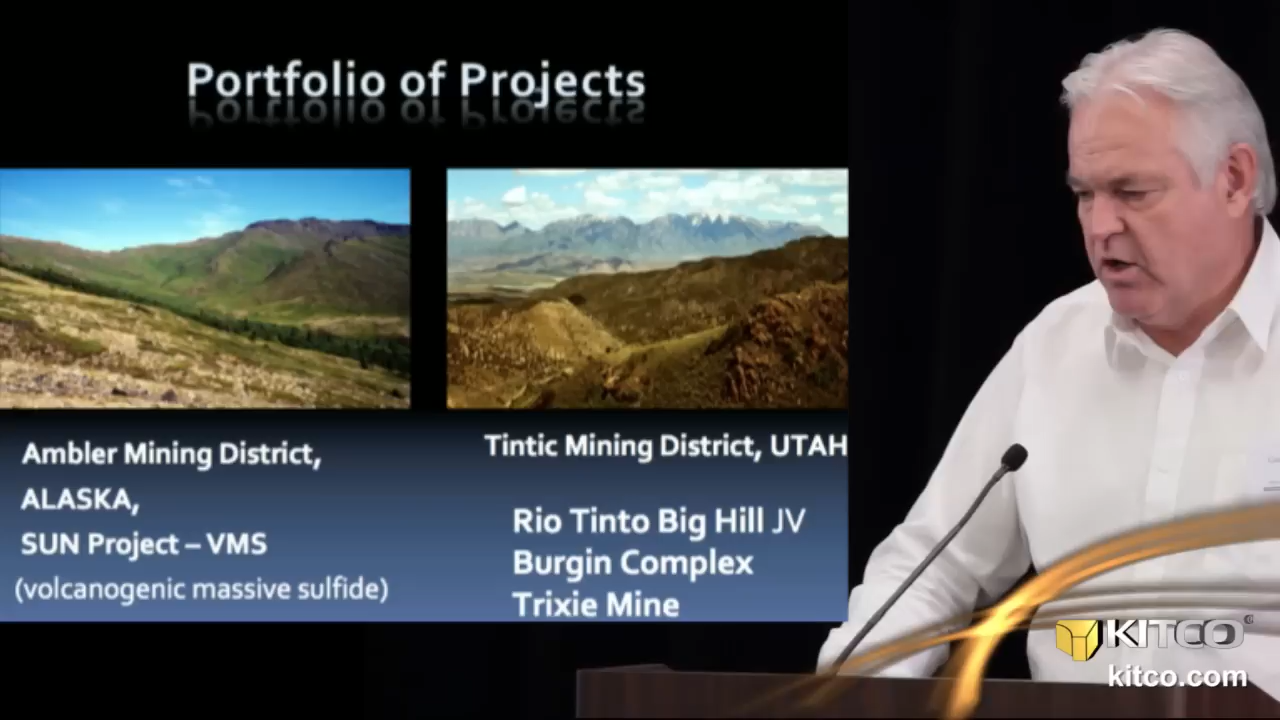 Portfolio of Projects
Ambler Mining District,
ALASKA,
SUN Project – VMS
(volcanogenic massive sulfide)
Tintic Mining District, UTAH
Rio Tinto Big Hill JV
Burgin Complex
Trixie Mine
KITCO
kitco.com